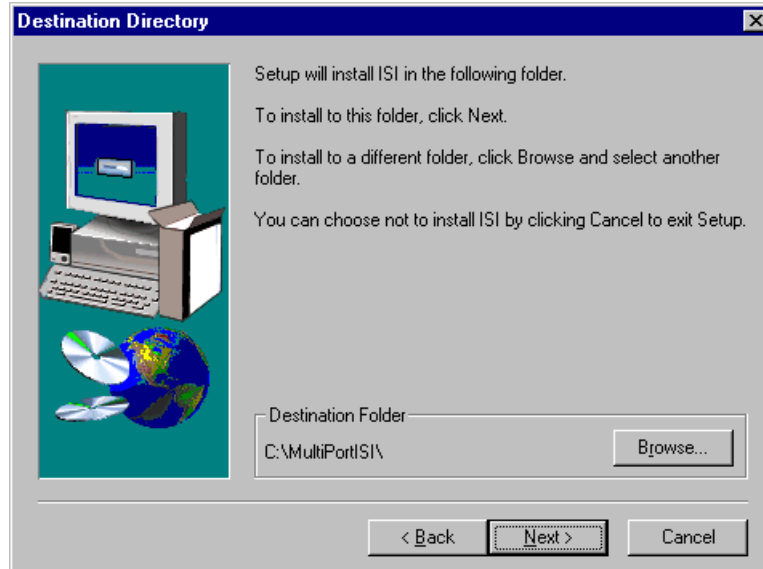 Destination Directory
Setup will install ISI in the following folder.
To install to this folder, click Next.
To install to a different folder, click Browse and select another
folder.
You can choose not to install ISI by clicking Cancel to exit Setup.
Destination Folder
C:\MultiPortISI\
Browse...
< Back
Next >
Cancel